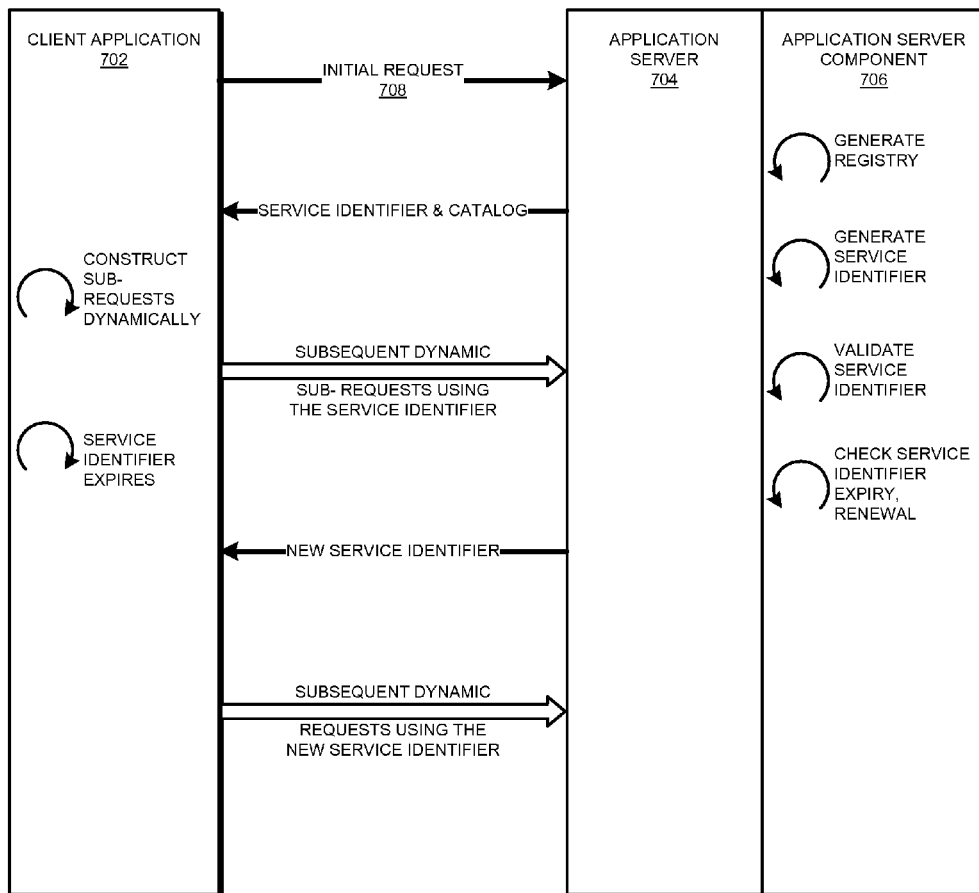 CLIENT APPLICATION
702
INITIAL REQUEST
708
APPLICATION
SERVER
704
APPLICATION SERVER
COMPONENT
706
GENERATE
REGISTRY
SERVICE IDENTIFIER & CATALOG
GENERATE
SERVICE
IDENTIFIER
CONSTRUCT
SUB-
REQUESTS
DYNAMICALLY
SUBSEQUENT DYNAMIC
SUB- REQUESTS USING
THE SERVICE IDENTIFIER
VALIDATE
SERVICE
IDENTIFIER
SERVICE
IDENTIFIER
EXPIRES
CHECK SERVICE
IDENTIFIER
EXPIRY,
RENEWAL
NEW SERVICE IDENTIFIER
SUBSEQUENT DYNAMIC
REQUESTS USING THE
NEW SERVICE IDENTIFIER